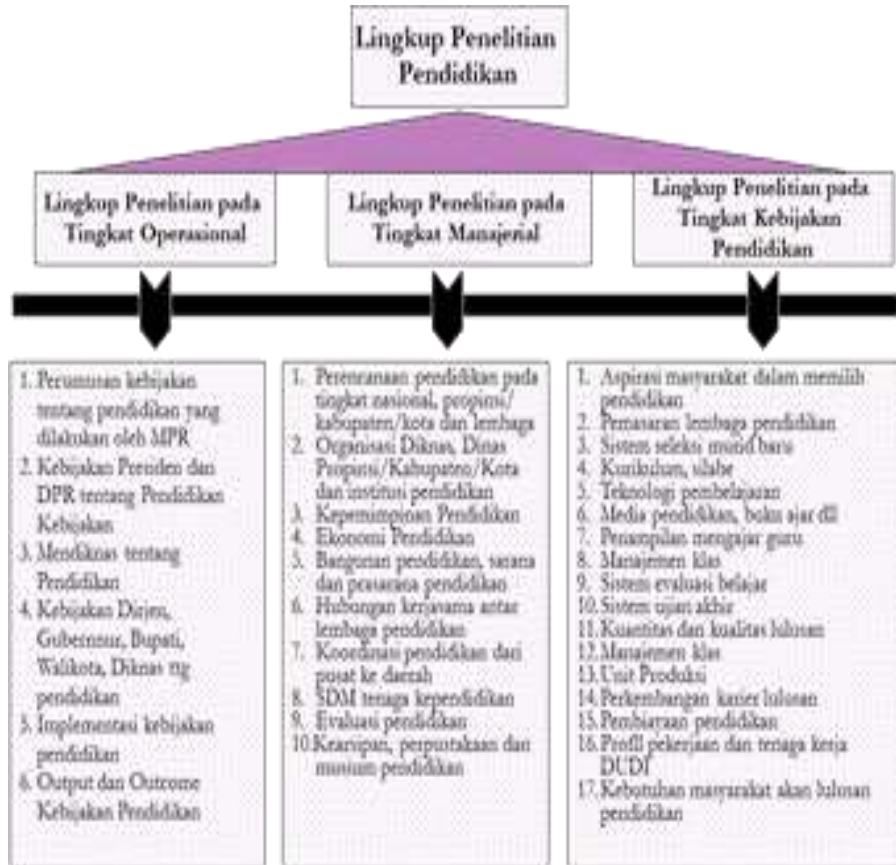 Lingkup Penelitian
Pendidikan
Lingkup Penelitian pada
Tingkat Operasional
Lingkup Penelitian pada
Tingkat Manajerial
Lingkup Penelitian pada
Tingkat Kebijakan
Pendidikan
1. Perumusan kebijakan
tentang pendidikan yang
dilakukan oleh MPR
2. Kebijakan Presiden dan
DPR tentang Pendidikan
Kebijakan
3. Mendiknas tentang
Pendidikan
4. Kebijakan Dirjen,
Gubernur, Bupati,
Walikota, Diknas ttg
pendidikan
5. Implementasi kebijakan
pendidikan
6. Output dan Outcome
Kebijakan Pendidikan
1. Perencanaan pendidikan pada
tingkat nasional, propinsi/
kabupaten/kota dan lembaga
2. Organisasi Diknas, Dinas
Propinsi/Kabupaten/Kota
dan institusi pendidikan
3. Kepemimpinan Pendidikan
4. Ekonomi Pendidikan
5. Bangunan pendidikan, sarana
dan prasarana pendidikan
6. Hubungan kerjasama antar
lembaga pendidikan
7. Koordinasi pendidikan dari
pusat ke daerah
8. SDM tenaga kependidikan
9. Evaluasi pendidikan
10. Kearsipan, perpustakaan dan
musium pendidikan
1. Aspirasi masyarakat dalam memilih
pendidikan
2. Pemasaran lembaga pendidikan
3. Sistem seleksi murid baru
4. Kurikulum, silabe
5. Teknologi pembelajaran
6. Media pendidikan, buku ajar dll
7. Penampilan mengajar guru
8. Manajemen klas
9. Sistem evaluasi belajar
10. Sistem ujian akhir
11. Kuantitas dan kualitas lulusan
12. Manajemen klas
13. Unit Produksi
14. Perkembangan karier lulusan
15. Pembiayaan pendidikan
16. Profil pekerjaan dan tenaga kerja
DUDI
17. Kebutuhan masyarakat akan lulusan
pendidikan